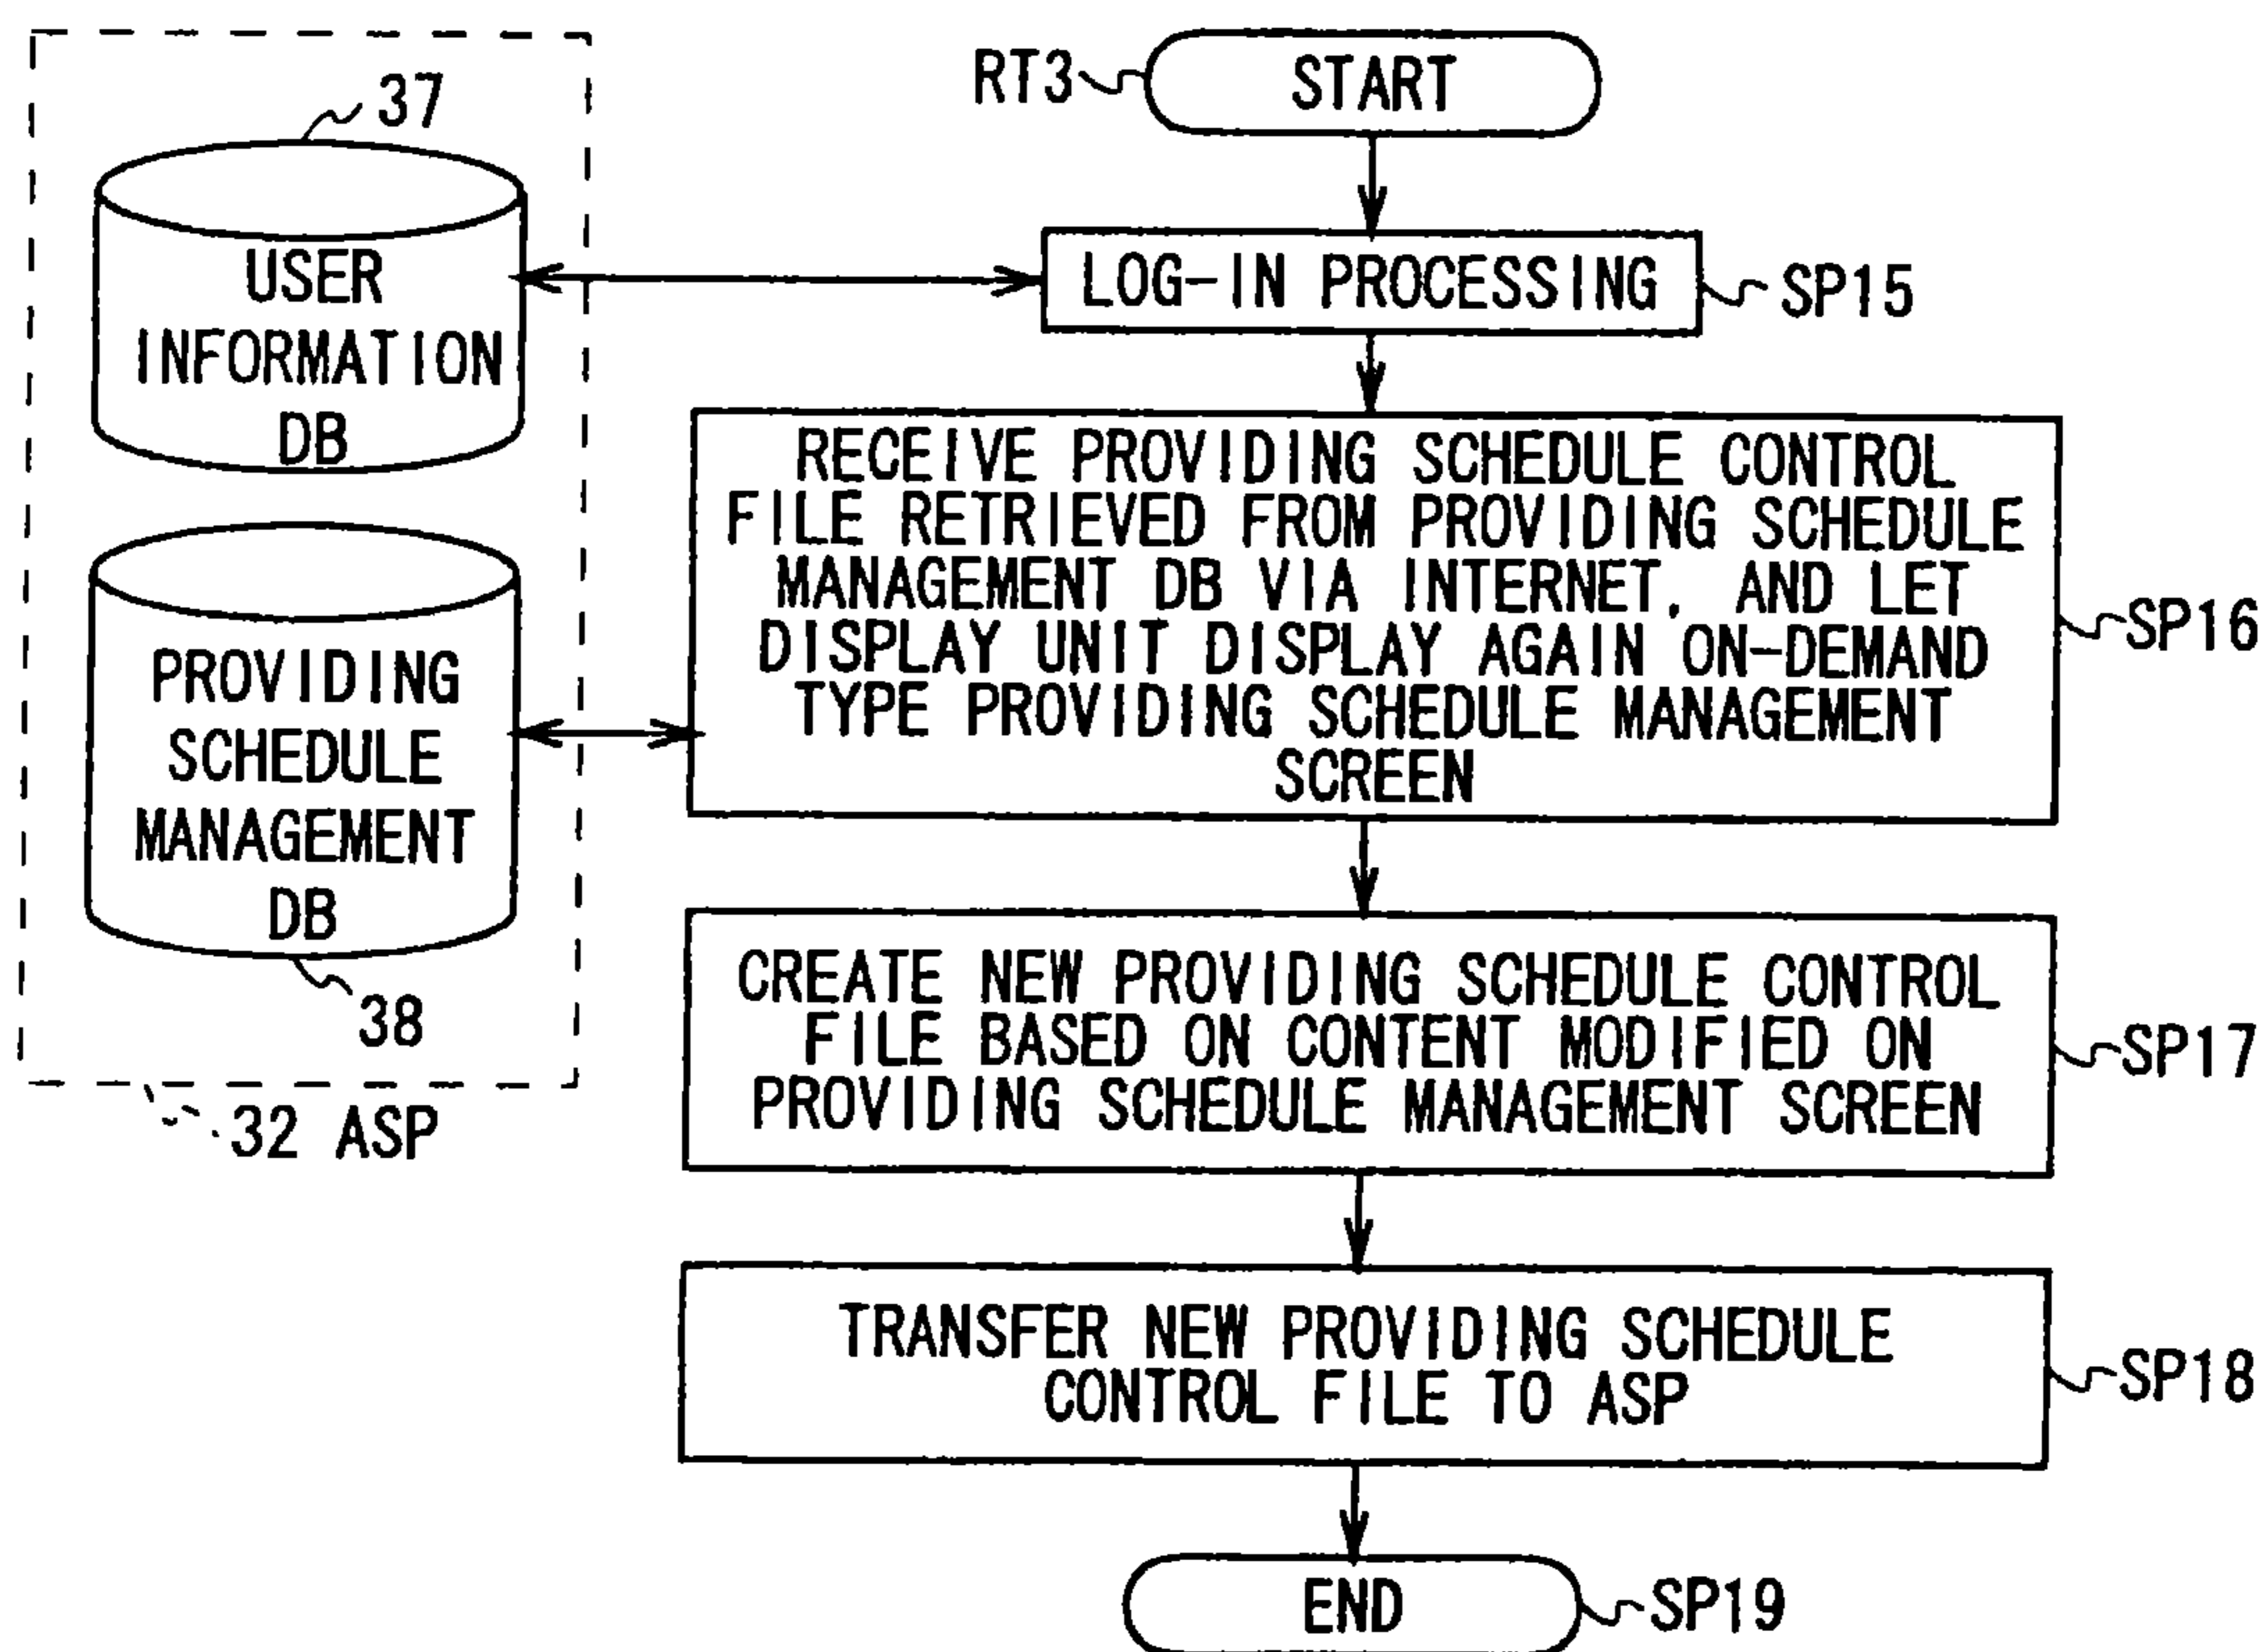 37
USER
INFORMATION
DB
PROVIDING
SCHEDULE
MANAGEMENT
DB
38
32 ASP
RT3
START
LOG-IN PROCESSING
SP15
RECEIVE PROVIDING SCHEDULE CONTROL
FILE RETRIEVED FROM PROVIDING SCHEDULE
MANAGEMENT DB VIA INTERNET, AND LET
DISPLAY UNIT DISPLAY AGAIN ON-DEMAND
TYPE PROVIDING SCHEDULE MANAGEMENT
SCREEN
SP16
CREATE NEW PROVIDING SCHEDULE CONTROL
FILE BASED ON CONTENT MODIFIED ON
PROVIDING SCHEDULE MANAGEMENT SCREEN
SP17
TRANSFER NEW PROVIDING SCHEDULE
CONTROL FILE TO ASP
SP18
END
SP19